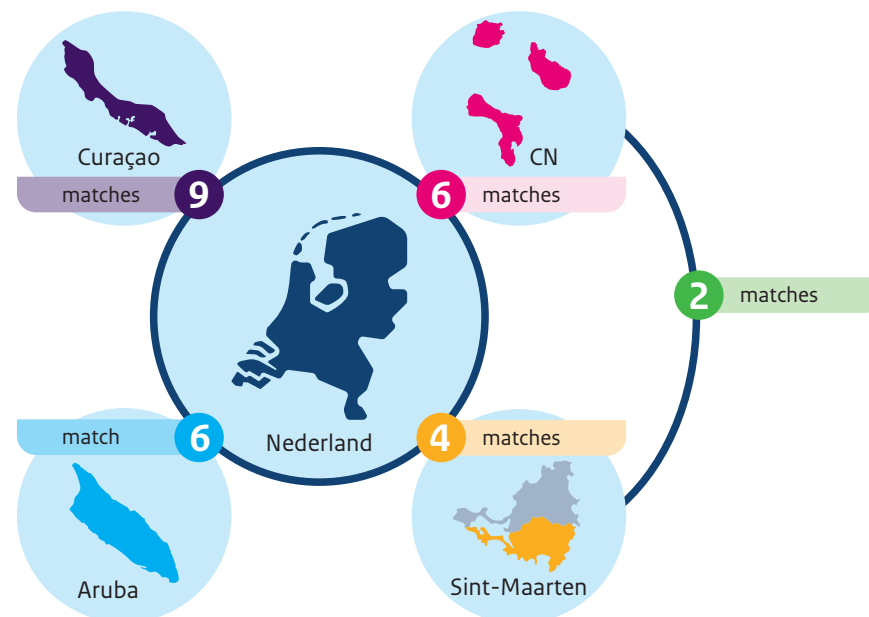 Curaçao
matches 9
CN
6 matches
2 matches
match 6
Nederland
4 matches
Aruba
Sint-Maarten